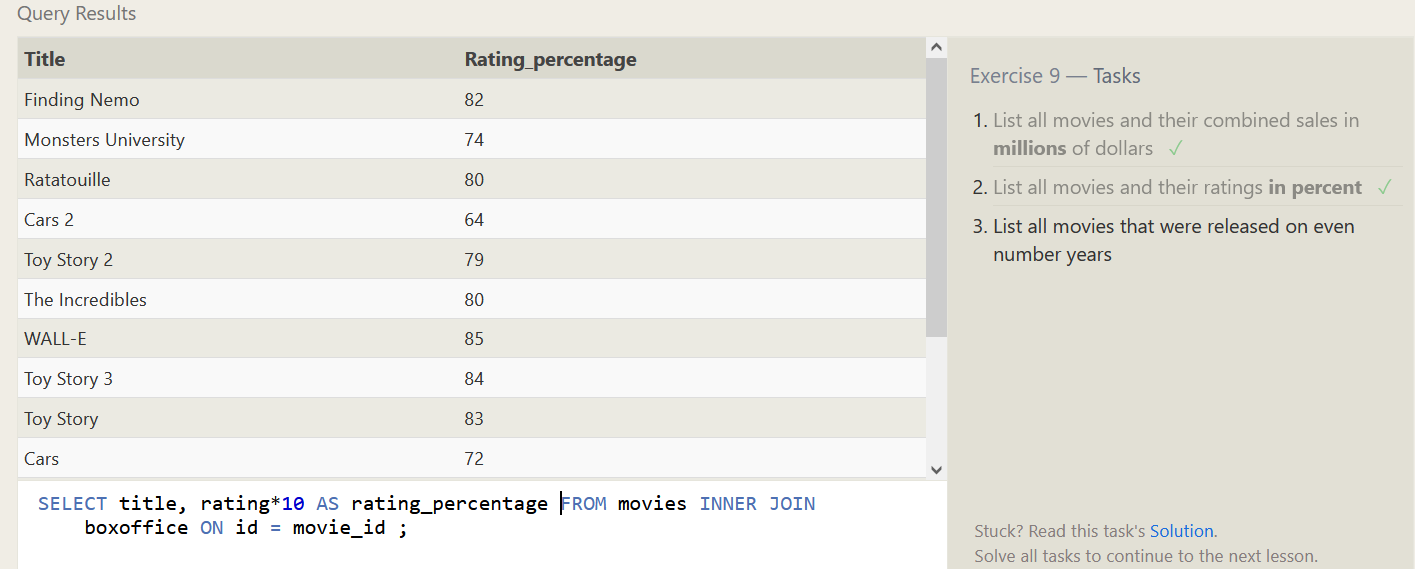 Query Results
Title Rating_percentage
Finding Nemo 82
Monsters University 74
Ratatouille 80
Cars 2 64
Toy Story 2 79
The Incredibles 80
WALL-E 85
Toy Story 3 84
Toy Story 83
Cars 72
SELECT title, rating*10 AS rating_percentage FROM movies INNER JOIN
boxoffice ON id = movie_id ;
Exercise 9 — Tasks
1. List all movies and their combined sales in
millions of dollars ✓
2. List all movies and their ratings in percent ✓
3. List all movies that were released on even
number years
Stuck? Read this task's Solution.
Solve all tasks to continue to the next lesson.